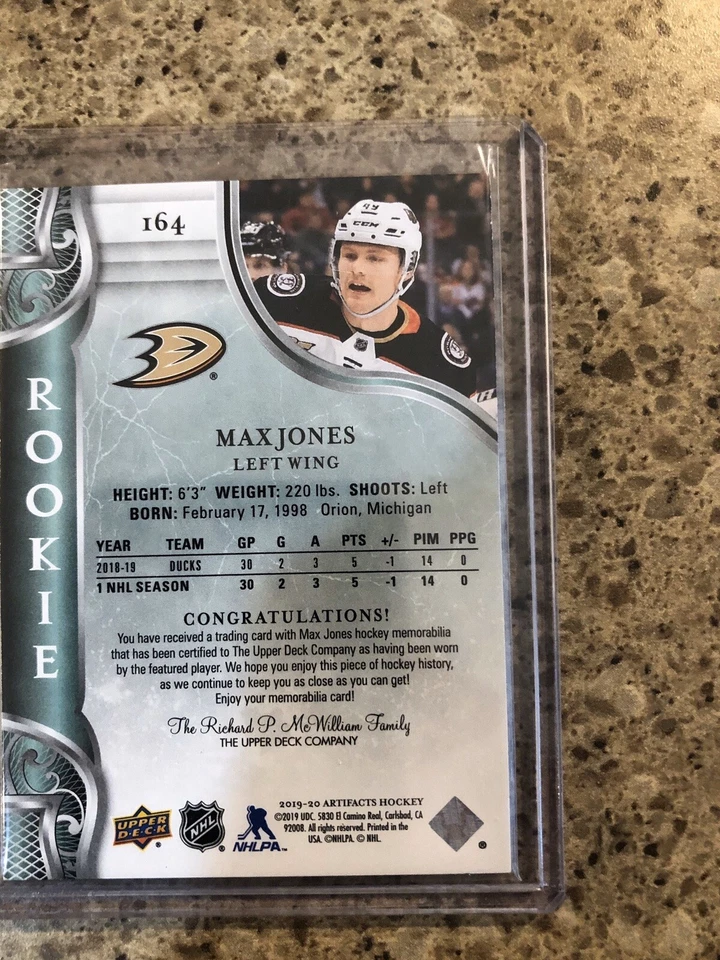 164
49
CCM
®
ROOKIE
MAX JONES
LEFT WING
HEIGHT: 6'3" WEIGHT: 220 lbs. SHOOTS: Left
BORN: February 17, 1998 Orion, Michigan
YEAR TEAM GP G A PTS +/- PIM PPG
2018-19 DUCKS 30 2 3 5 -1 14 0
1 NHL SEASON 30 2 3 5 -1 14 0
CONGRATULATIONS!
You have received a trading card with Max Jones hockey memorabilia
that has been certified to The Upper Deck Company as having been worn
by the featured player. We hope you enjoy this piece of hockey history,
as we continue to keep you as close as you can get!
Enjoy your memorabilia card!
The Richard P. McWilliam Family
THE UPPER DECK COMPANY
UPPER DECK ®
NHL ®
NHLPA™
2019-20 ARTIFACTS HOCKEY
©2019 UDC. 5830 El Camino Real, Carlsbad, CA
92008. All rights reserved. Printed in the
USA. ©NHLPA. © NHL.